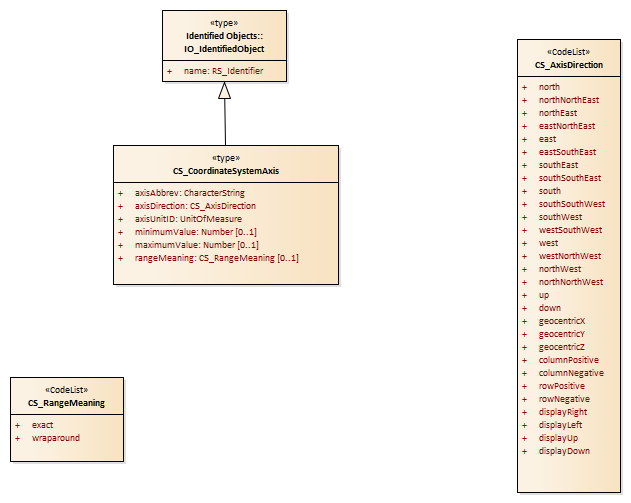 «type»
Identified Objects::
IO_IdentifiedObject
+ name: RS_Identifier
«type»
CS_CoordinateSystemAxis
+ axisAbbrev: CharacterString
+ axisDirection: CS_AxisDirection
+ axisUnitID: UnitOfMeasure
+ minimumValue: Number [0..1]
+ maximumValue: Number [0..1]
+ rangeMeaning: CS_RangeMeaning [0..1]
«CodeList»
CS_RangeMeaning
+ exact
+ wraparound
«CodeList»
CS_AxisDirection
+ north
+ northNorthEast
+ northEast
+ eastNorthEast
+ east
+ eastSouthEast
+ southEast
+ southSouthEast
+ south
+ southSouthWest
+ southWest
+ westSouthWest
+ west
+ westNorthWest
+ northWest
+ northNorthWest
+ up
+ down
+ geocentricX
+ geocentricY
+ geocentricZ
+ columnPositive
+ columnNegative
+ rowPositive
+ rowNegative
+ displayRight
+ displayLeft
+ displayUp
+ displayDown